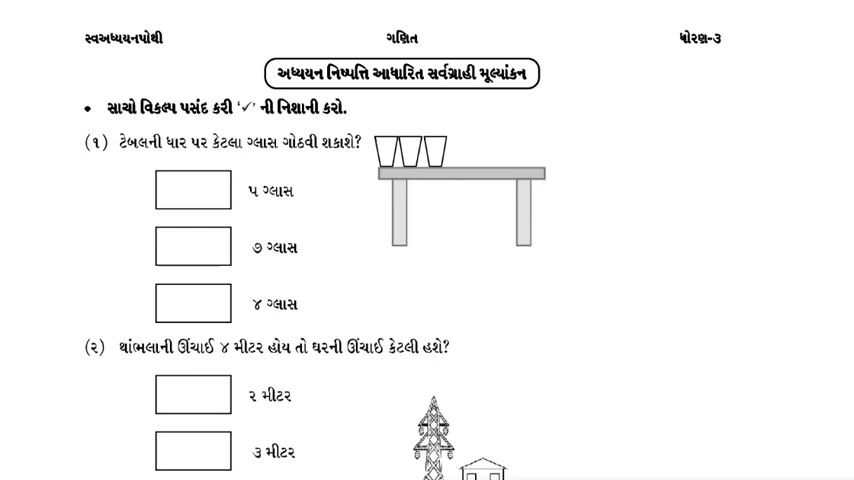 સ્વઅધ્યયનપોથી ગણિત ધોરણ-૩
અધ્યયન નિષ્પત્તિ આધારિત સર્વગ્રાહી મૂલ્યાંકન
• સાચો વિકલ્પ પસંદ કરી ‘✓’ ની નિશાની કરો.
(૧) ટેબલની ધાર પર કેટલા ગ્લાસ ગોઠવી શકાશે?
૫ ગ્લાસ
૭ ગ્લાસ
૪ ગ્લાસ
(૨) થાંભલાની ઊંચાઈ ૪ મીટર હોય તો ઘરની ઊંચાઈ કેટલી હશે?
૨ મીટર
૩ મીટર